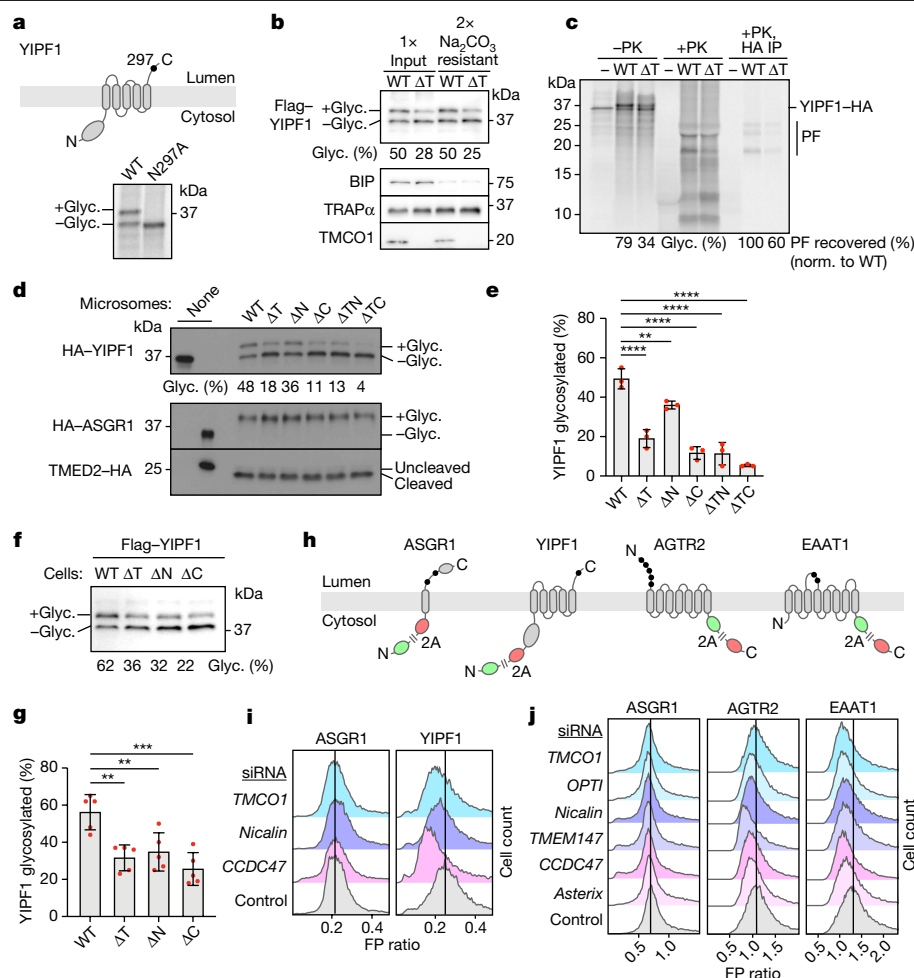 a
YIPF1
297
C
Lumen
Cytosol
N
WT
N297A
kDa
+Glyc.
–Glyc.
37
b
1×
Input
2×
Na2CO3
resistant
WT ΔT WT ΔT
kDa
Flag–
YIPF1
+Glyc.
–Glyc.
37
Glyc. (%)
50 28 50 25
BIP
75
TRAPα
37
TMCO1
20
c
–PK
+PK
+PK,
HA IP
– WT ΔT – WT ΔT – WT ΔT
kDa
37
25
20
15
10
YIPF1–HA
PF
79 34 Glyc. (%) 100 60 PF recovered (%)
(norm. to WT)
d
Microsomes:
None
WT ΔT ΔN ΔC ΔTN ΔTC
kDa
HA–YIPF1
37
+Glyc.
–Glyc.
Glyc. (%) 48 18 36 11 13 4
HA–ASGR1
37
+Glyc.
–Glyc.
TMED2–HA
25
Uncleaved
Cleaved
e
YIPF1 glycosylated (%)
80
60
40
20
0
****
****
****
**
****
WT ΔT ΔN ΔC ΔTN ΔTC
f
Flag–YIPF1
Cells: WT ΔT ΔN ΔC
kDa
+Glyc.
–Glyc.
37
62 36 32 22 Glyc. (%)
g
YIPF1 glycosylated (%)
80
60
40
20
0
***
**
**
WT ΔT ΔN ΔC
h
ASGR1 YIPF1 AGTR2 EAAT1
Lumen
Cytosol
C
N
2A
C
N
2A
N
2A
C
N
2A
C
i
ASGR1 YIPF1
siRNA
TMCO1
Nicalin
CCDC47
Control
Cell count
0.2 0.4 0.2 0.4
FP ratio
j
ASGR1 AGTR2 EAAT1
siRNA
TMCO1
OPTI
Nicalin
TMEM147
CCDC47
Asterix
Control
Cell count
0.5 1.0 0.5 1.0 1.5 0.5 1.0 1.5 2.0
FP ratio